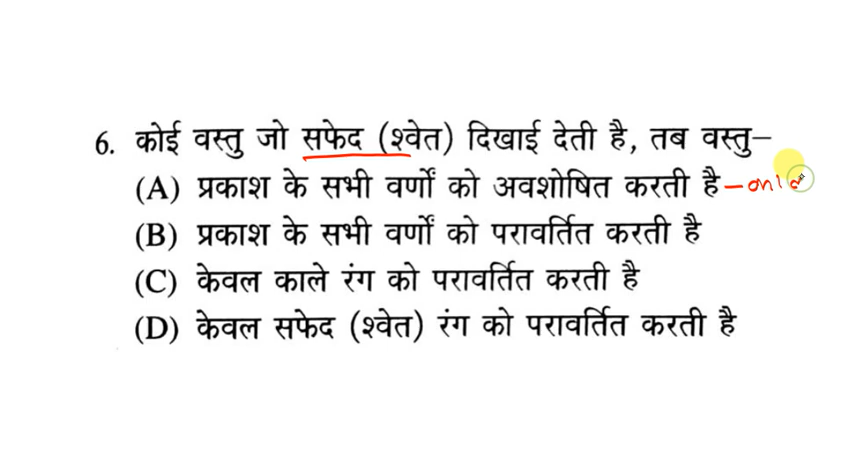 6. कोई वस्तु जो सफेद (श्वेत) दिखाई देती है, तब वस्तु–
(A) प्रकाश के सभी वर्णों को अवशोषित करती है
(B) प्रकाश के सभी वर्णों को परावर्तित करती है
(C) केवल काले रंग को परावर्तित करती है
(D) केवल सफेद (श्वेत) रंग को परावर्तित करती है